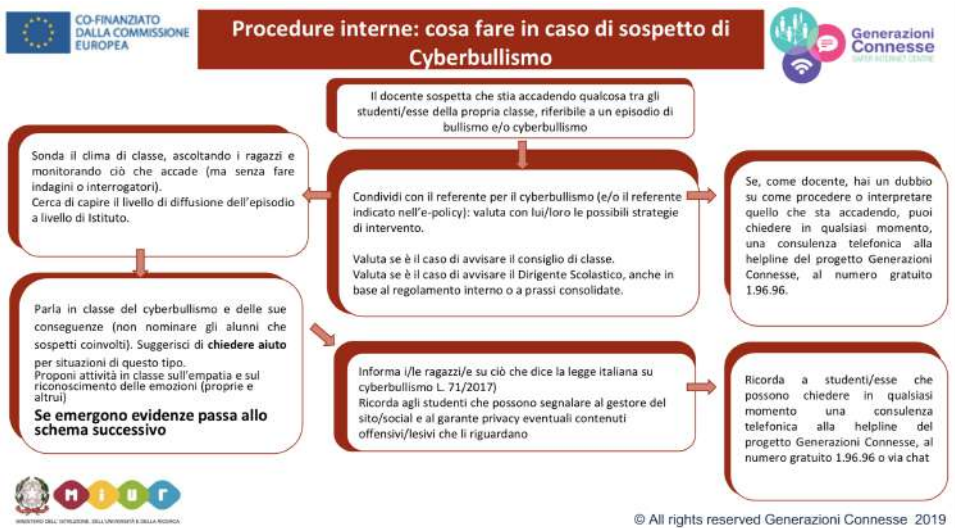 CO-FINANZIATO
DALLA COMMISSIONE
EUROPEA
Procedure interne: cosa fare in caso di sospetto di
Cyberbullismo
Generazioni
Connesse
SAFER INTERNET CENTRE
Il docente sospetta che stia accadendo qualcosa tra gli
studenti/esse della propria classe, riferibile a un episodio di
bullismo e/o cyberbullismo
Sonda il clima di classe, ascoltando i ragazzi e
monitorando ciò che accade (ma senza fare
indagini o interrogatori).
Cerca di capire il livello di diffusione dell'episodio
a livello di Istituto.
Condividi con il referente per il cyberbullismo (e/o il referente
indicato nell'e-policy): valuta con lui/loro le possibili strategie
di intervento.
Valuta se è il caso di avvisare il consiglio di classe.
Valuta se è il caso di avvisare il Dirigente Scolastico, anche in
base al regolamento interno o a prassi consolidate.
Se, come docente, hai un dubbio
su come procedere o interpretare
quello che sta accadendo, puoi
chiedere in qualsiasi momento,
una consulenza telefonica alla
helpline del progetto Generazioni
Connesse, al numero gratuito
1.96.96.
Parla in classe del cyberbullismo e delle sue
conseguenze (non nominare gli alunni che
sospetti coinvolti). Suggerisci di chiedere aiuto
per situazioni di questo tipo.
Proponi attività in classe sull'empatia e sul
riconoscimento delle emozioni (proprie e
altrui)
Se emergono evidenze passa allo
schema successivo
Informa i/le ragazzi/e su ciò che dice la legge italiana su
cyberbullismo L. 71/2017)
Ricorda agli studenti che possono segnalare al gestore del
sito/social e al garante privacy eventuali contenuti
offensivi/lesivi che li riguardano
Ricorda a studenti/esse che
possono chiedere in qualsiasi
momento una consulenza
telefonica alla helpline del
progetto Generazioni Connesse, al
numero gratuito 1.96.96 o via chat
MIUR
MINISTERO DELL'ISTRUZIONE, DELL'UNIVERSITÀ E DELLA RICERCA
© All rights reserved Generazioni Connesse 2019